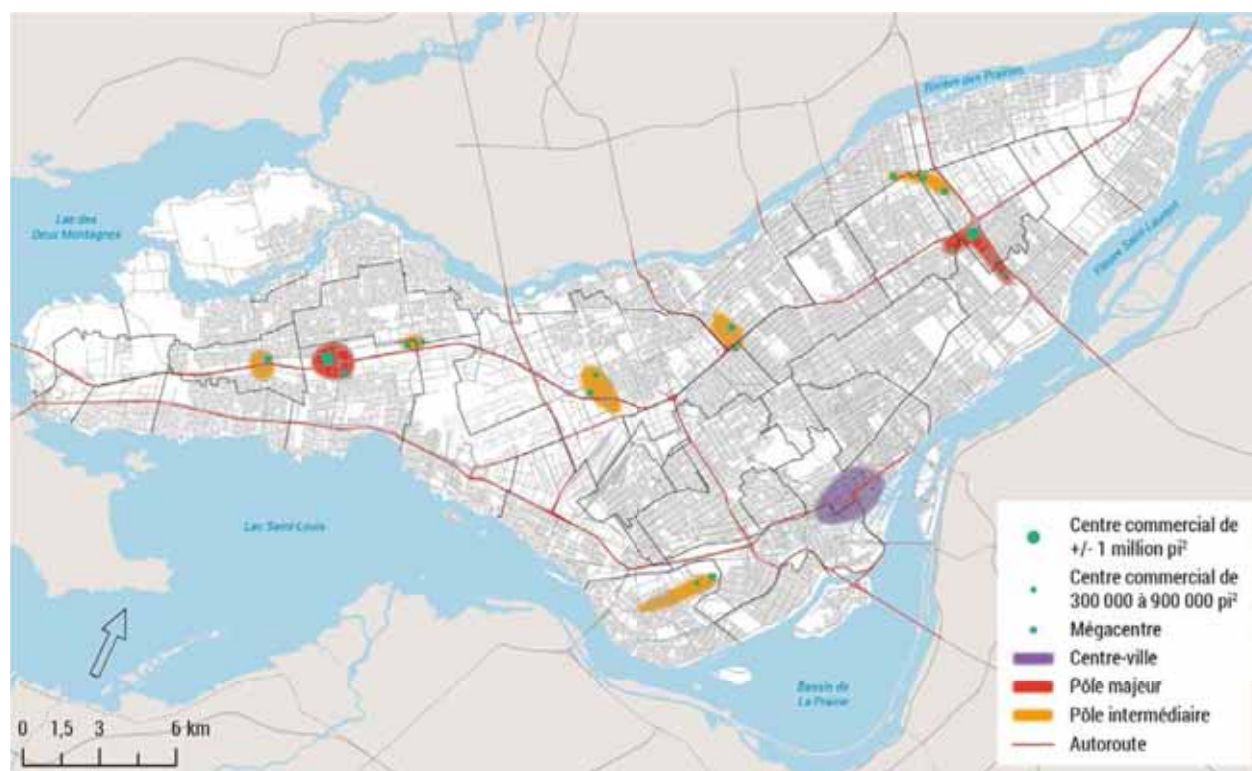 Rivière des Prairies
Lac des
Deux Montagnes
Fleuve Saint-Laurent
Lac Saint-Louis
Bassin de
La Prairie
0 1,5 3 6 km
Centre commercial de
+/- 1 million pi²
Centre commercial de
300 000 à 900 000 pi²
Mégacentre
Centre-ville
Pôle majeur
Pôle intermédiaire
Autoroute